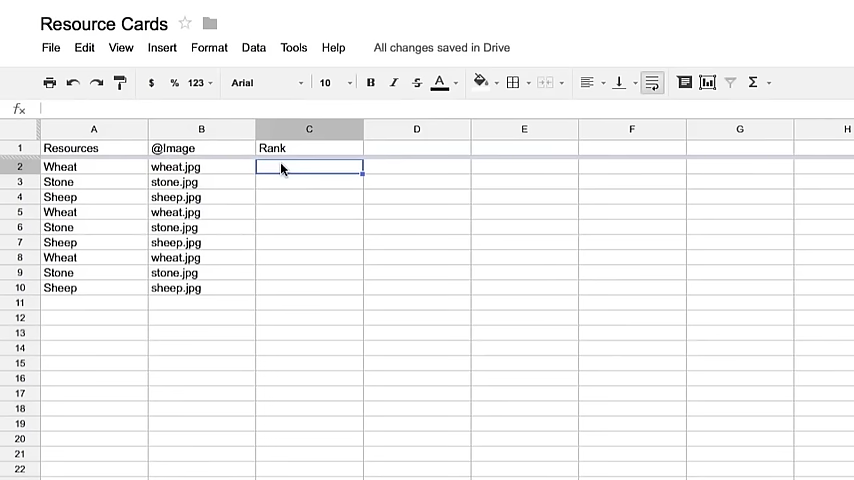 Resource Cards
File Edit View Insert Format Data Tools Help All changes saved in Drive
$ % 123 Arial 10 B I S A Σ
fx
A B C D E F G H
1 Resources @Image Rank
2 Wheat wheat.jpg
3 Stone stone.jpg
4 Sheep sheep.jpg
5 Wheat wheat.jpg
6 Stone stone.jpg
7 Sheep sheep.jpg
8 Wheat wheat.jpg
9 Stone stone.jpg
10 Sheep sheep.jpg
11
12
13
14
15
16
17
18
19
20
21
22